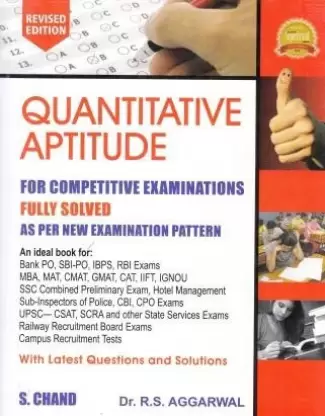 REVISED
EDITION
QUANTITATIVE
APTITUDE
FOR COMPETITIVE EXAMINATIONS
FULLY SOLVED
AS PER NEW EXAMINATION PATTERN
An ideal book for:
Bank PO, SBI-PO, IBPS, RBI Exams
MBA, MAT, CMAT, GMAT, CAT, IIFT, IGNOU
SSC Combined Preliminary Exam, Hotel Management
Sub-Inspectors of Police, CBI, CPO Exams
UPSC— CSAT, SCRA and other State Services Exams
Railway Recruitment Board Exams
Campus Recruitment Tests
With Latest Questions and Solutions
S. CHAND Dr. R.S. AGGARWAL